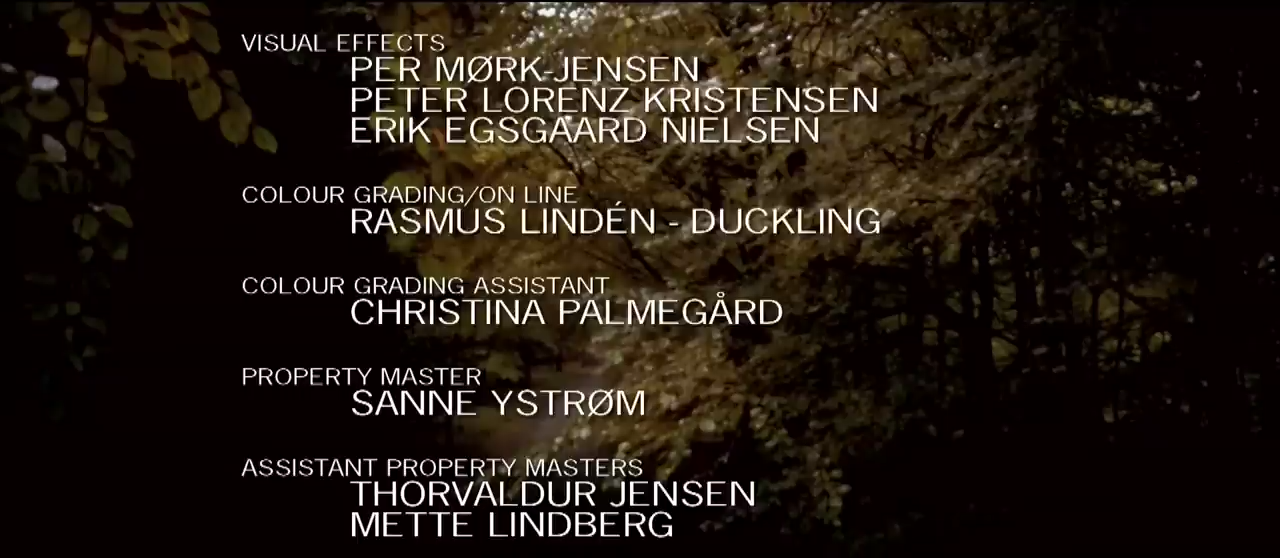 VISUAL EFFECTS
PER MØRK-JENSEN
PETER LORENZ KRISTENSEN
ERIK EGSGAARD NIELSEN
COLOUR GRADING/ON LINE
RASMUS LINDÉN - DUCKLING
COLOUR GRADING ASSISTANT
CHRISTINA PALMEGÅRD
PROPERTY MASTER
SANNE YSTRØM
ASSISTANT PROPERTY MASTERS
THORVALDUR JENSEN
METTE LINDBERG